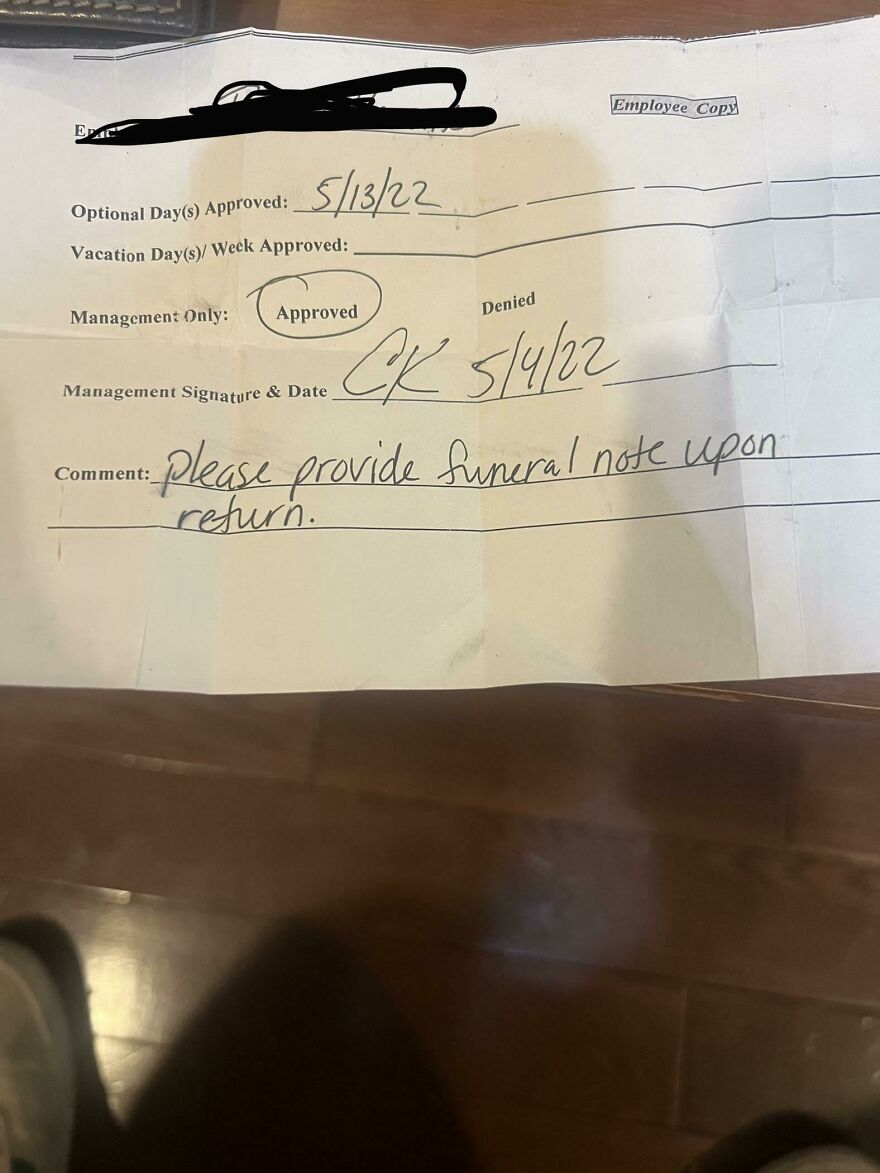 Employee Copy
Optional Day(s) Approved: 5/13/22
Vacation Day(s)/ Week Approved:
Management Only: Approved Denied
Management Signature & Date CK 5/4/22
Comment: please provide funeral note upon
return.